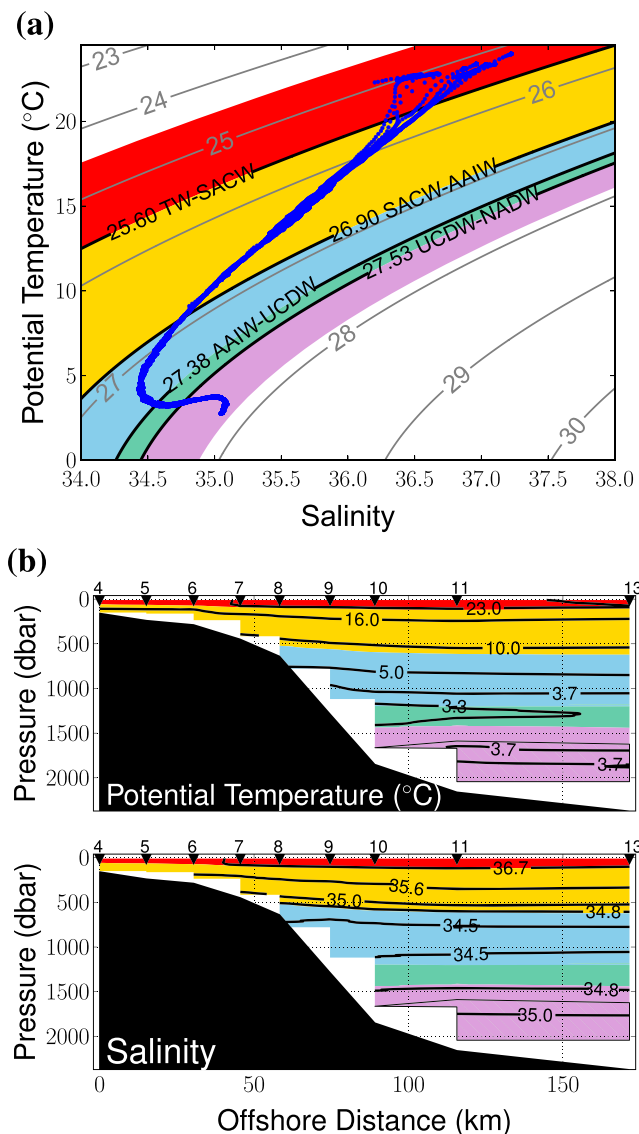 (a)
23
24
25
26
27
28
29
30
25.60 TW-SACW
26.90 SACW-AAIW
27.38 AAIW-UCDW
27.53 UCDW-NADW
Potential Temperature (°C)
20
15
10
5
0
34.0 34.5 35.0 35.5 36.0 36.5 37.0 37.5 38.0
Salinity
(b)
4 5 6 7 8 9 10 11 13
Pressure (dbar)
0
500
1000
1500
2000
23.0
16.0
10.0
5.0
3.7
3.3
3.7
3.7
Potential Temperature (°C)
4 5 6 7 8 9 10 11 13
Pressure (dbar)
0
500
1000
1500
2000
36.7
35.6
35.0
34.8
34.5
34.5
34.8
35.0
Salinity
0 50 100 150
Offshore Distance (km)